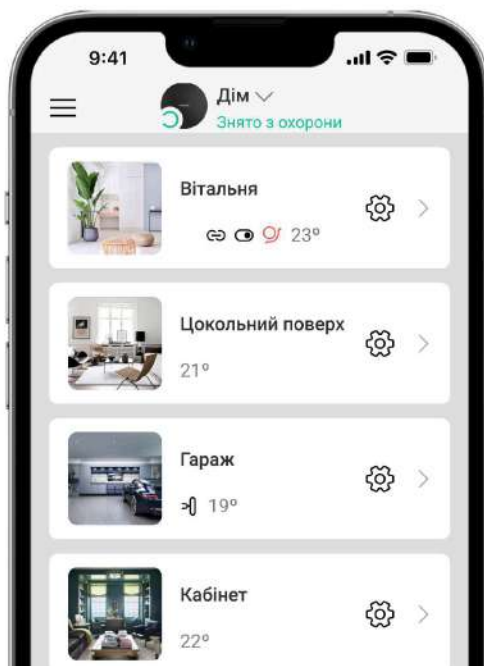 9:41
Дім
Знято з охорони
Вітальня
23°
Цокольний поверх
21°
Гараж
19°
Кабінет
22°